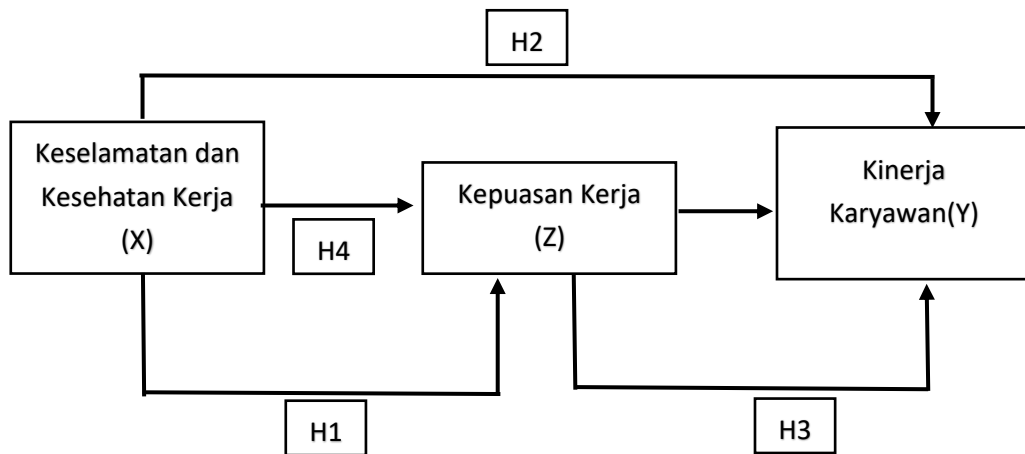 H2
Keselamatan dan
Kesehatan Kerja
(X)
H4
Kepuasan Kerja
(Z)
Kinerja
Karyawan(Y)
H1
H3